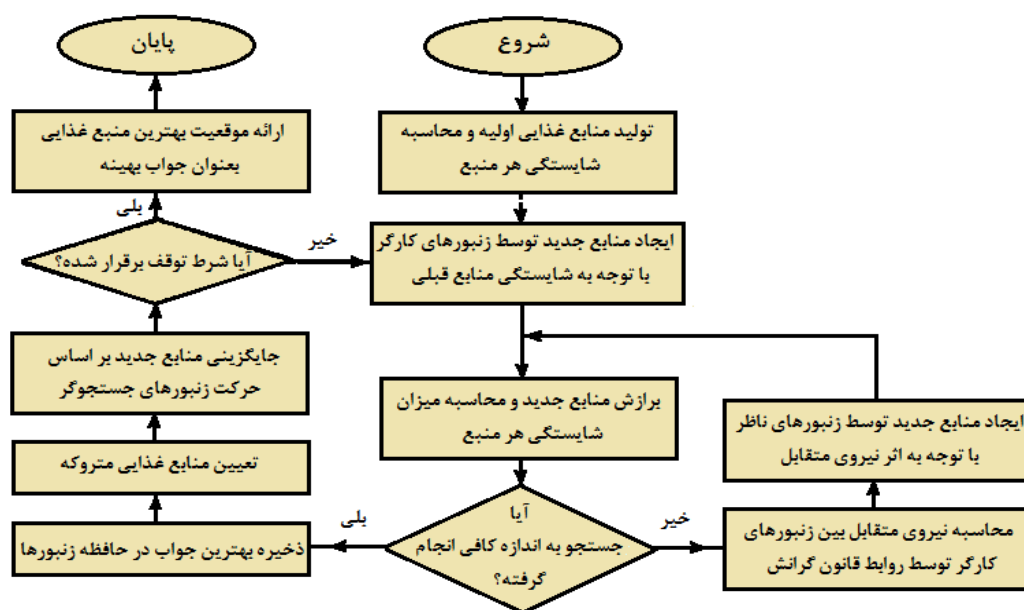 شروع
تولید منابع غذایی اولیه و محاسبه
شایستگی هر منبع
ایجاد منابع جدید توسط زنبورهای کارگر
با توجه به شایستگی منابع قبلی
برازش منابع جدید و محاسبه میزان
شایستگی هر منبع
آیا
جستجو به اندازه کافی انجام
گرفته؟
خیر
محاسبه نیروی متقابل بین زنبورهای
کارگر توسط روابط قانون گرانش
ایجاد منابع جدید توسط زنبورهای ناظر
با توجه به اثر نیروی متقابل
بلی
ذخیره بهترین جواب در حافظه زنبورها
تعیین منابع غذایی متروکه
جایگزینی منابع جدید بر اساس
حرکت زنبورهای جستجوگر
آیا شرط توقف برقرار شده؟
خیر
بلی
ارائه موقعیت بهترین منبع غذایی
بعنوان جواب بهینه
پایان